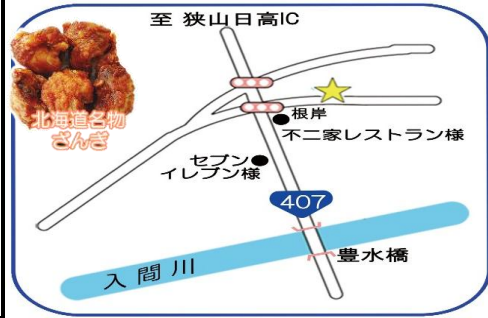 至 狭山日高IC
北海道名物
ざんぎ
根岸
不二家レストラン様
セブン
イレブン様
407
豊水橋
入間川